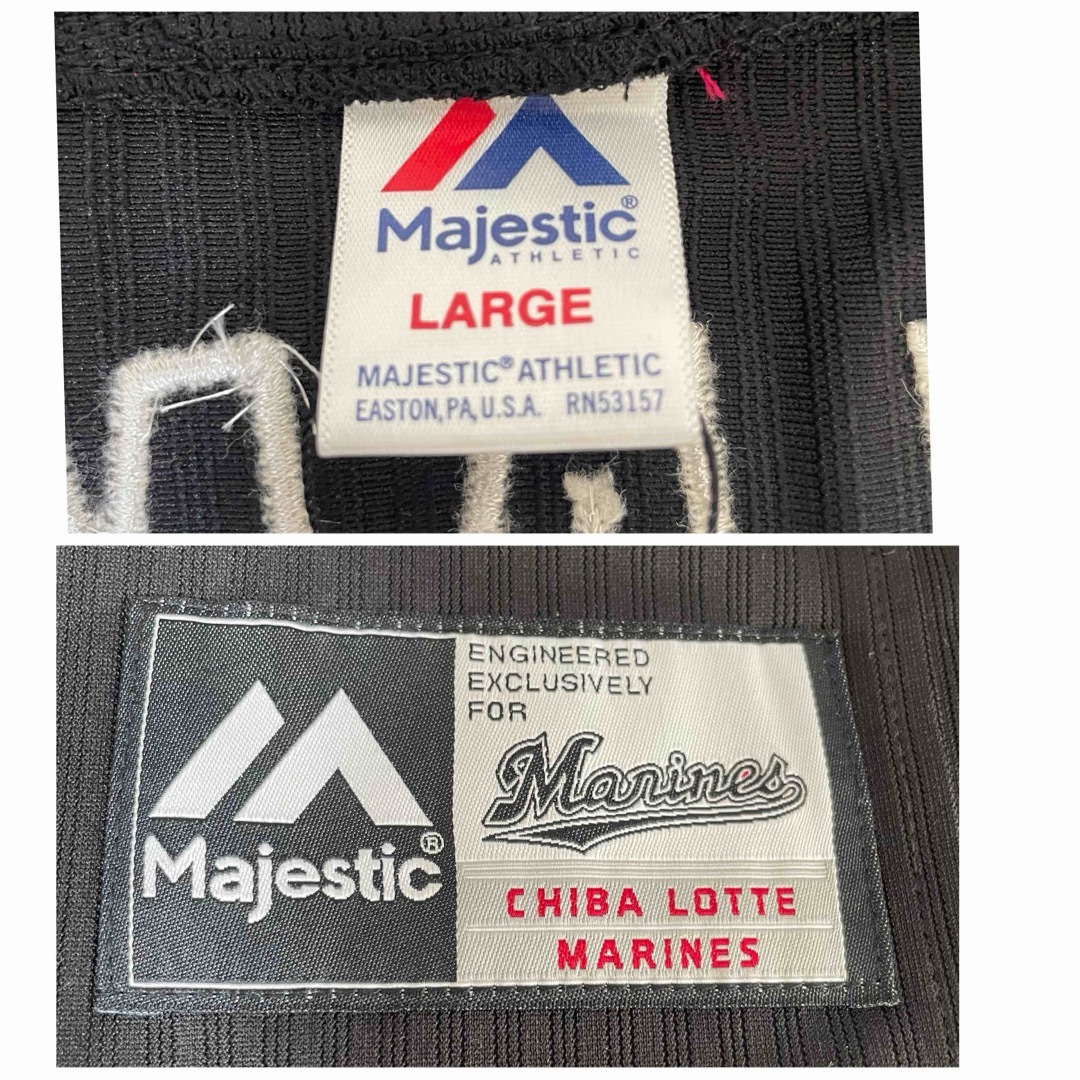 Majestic®
ATHLETIC
LARGE
MAJESTIC® ATHLETIC
EASTON, PA, U.S.A. RN53157
Majestic®
ENGINEERED
EXCLUSIVELY
FOR
Marines
CHIBA LOTTE
MARINES